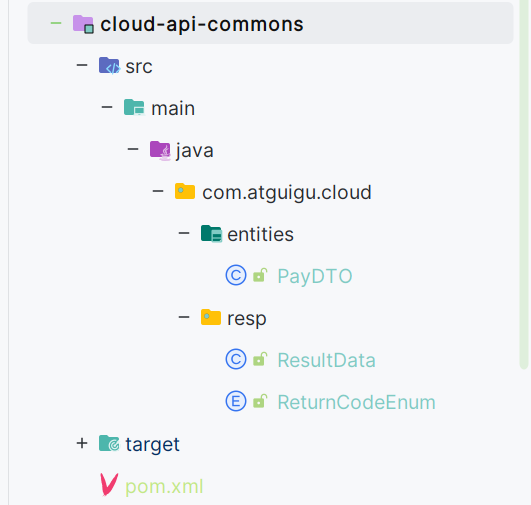 cloud-api-commons
src
main
java
com.atguigu.cloud
entities
C PayDTO
resp
C ResultData
E ReturnCodeEnum
target
pom.xml